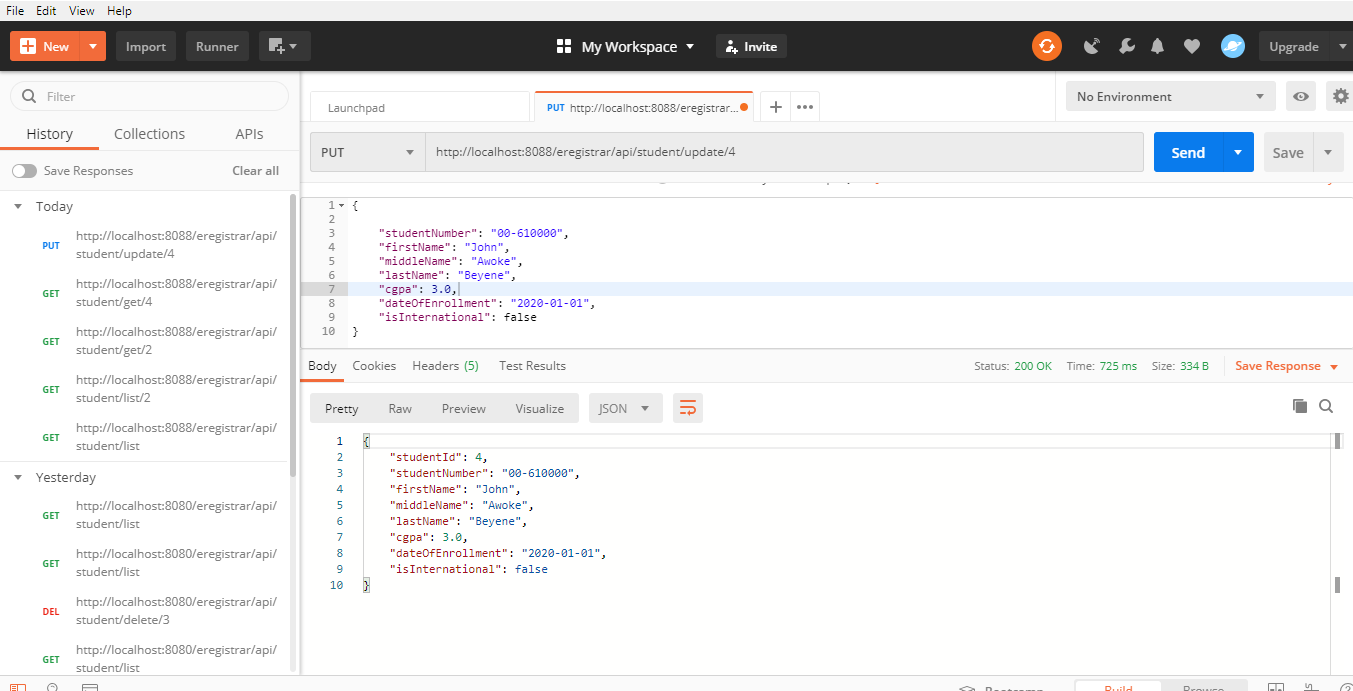 File Edit View Help
New Import Runner My Workspace Invite Upgrade
Filter
History Collections APIs
Save Responses Clear all
Today
PUT http://localhost:8088/eregistrar/api/
student/update/4
GET http://localhost:8088/eregistrar/api/
student/get/4
GET http://localhost:8088/eregistrar/api/
student/get/2
GET http://localhost:8088/eregistrar/api/
student/list/2
GET http://localhost:8088/eregistrar/api/
student/list
Yesterday
GET http://localhost:8080/eregistrar/api/
student/list
GET http://localhost:8080/eregistrar/api/
student/list
DEL http://localhost:8080/eregistrar/api/
student/delete/3
GET http://localhost:8080/eregistrar/api/
student/list
Launchpad PUT http://localhost:8088/eregistrar... No Environment
PUT http://localhost:8088/eregistrar/api/student/update/4 Send Save
1 {
2
3 "studentNumber": "00-610000",
4 "firstName": "John",
5 "middleName": "Awoke",
6 "lastName": "Beyene",
7 "cgpa": 3.0,
8 "dateOfEnrollment": "2020-01-01",
9 "isInternational": false
10 }
Body Cookies Headers (5) Test Results Status: 200 OK Time: 725 ms Size: 334 B Save Response
Pretty Raw Preview Visualize JSON
1 {
2 "studentId": 4,
3 "studentNumber": "00-610000",
4 "firstName": "John",
5 "middleName": "Awoke",
6 "lastName": "Beyene",
7 "cgpa": 3.0,
8 "dateOfEnrollment": "2020-01-01",
9 "isInternational": false
10 }
Bootcamp Build Browse